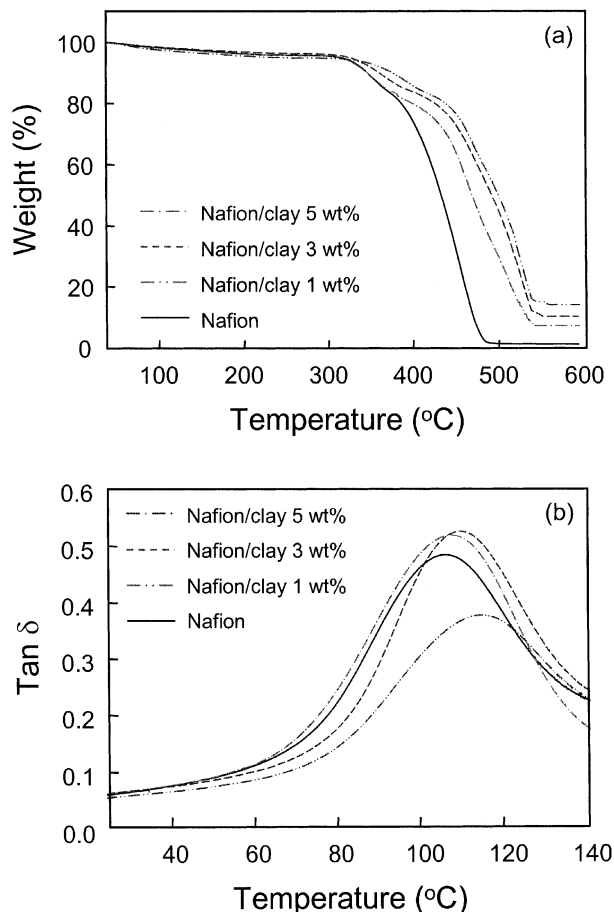 (a)
100
80
60
40
20
0
Weight (%)
Nafion/clay 5 wt%
Nafion/clay 3 wt%
Nafion/clay 1 wt%
Nafion
100 200 300 400 500 600
Temperature (°C)
(b)
0.6
0.5
0.4
0.3
0.2
0.1
0.0
Tan δ
Nafion/clay 5 wt%
Nafion/clay 3 wt%
Nafion/clay 1 wt%
Nafion
40 60 80 100 120 140
Temperature (°C)